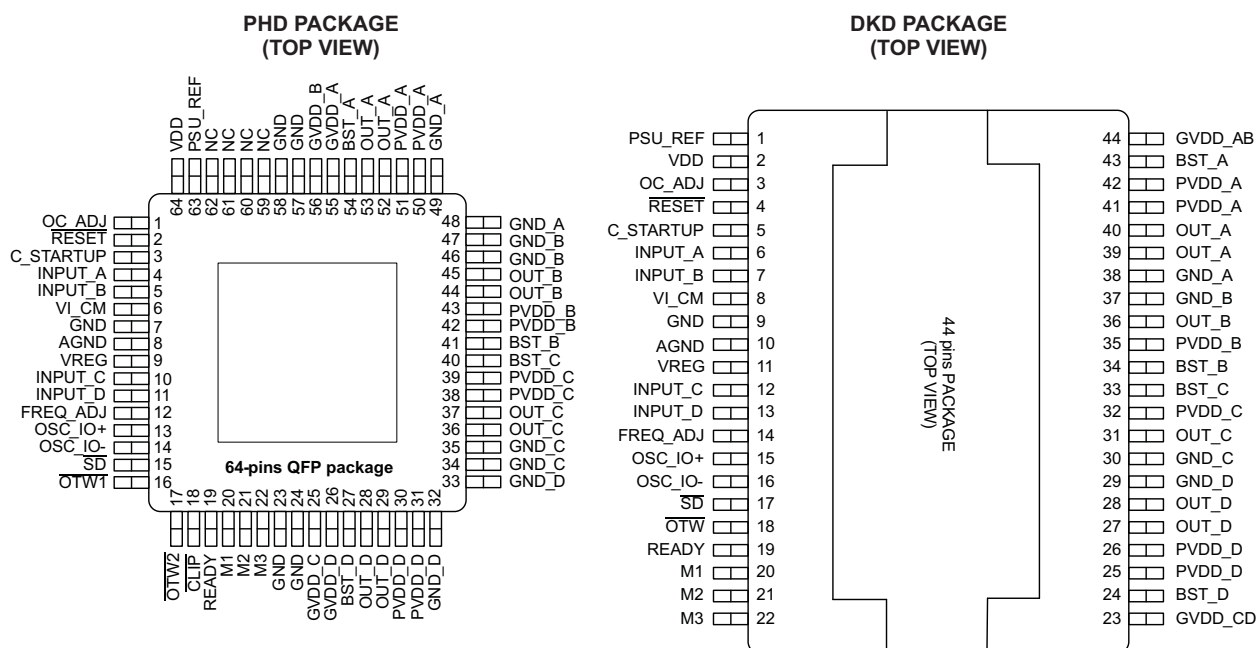 PHD PACKAGE
(TOP VIEW)
VDD
PSU_REF
NC
NC
NC
NC
GND
GND
GVDD_B
GVDD_A
BST_A
OUT_A
OUT_A
PVDD_A
PVDD_A
GND_A
64
63
62
61
60
59
58
57
56
55
54
53
52
51
50
49
OC_ADJ 1
RESET 2
C_STARTUP 3
INPUT_A 4
INPUT_B 5
VI_CM 6
GND 7
AGND 8
VREG 9
INPUT_C 10
INPUT_D 11
FREQ_ADJ 12
OSC_IO+ 13
OSC_IO- 14
SD 15
OTW1 16
48 GND_A
47 GND_B
46 GND_B
45 OUT_B
44 OUT_B
43 PVDD_B
42 PVDD_B
41 BST_B
40 BST_C
39 PVDD_C
38 PVDD_C
37 OUT_C
36 OUT_C
35 GND_C
34 GND_C
33 GND_D
64-pins QFP package
17
18
19
20
21
22
23
24
25
26
27
28
29
30
31
32
OTW2
CLIP
READY
M1
M2
M3
GND
GND
GVDD_C
GVDD_D
BST_D
OUT_D
OUT_D
PVDD_D
PVDD_D
GND_D
DKD PACKAGE
(TOP VIEW)
PSU_REF 1
VDD 2
OC_ADJ 3
RESET 4
C_STARTUP 5
INPUT_A 6
INPUT_B 7
VI_CM 8
GND 9
AGND 10
VREG 11
INPUT_C 12
INPUT_D 13
FREQ_ADJ 14
OSC_IO+ 15
OSC_IO- 16
SD 17
OTW 18
READY 19
M1 20
M2 21
M3 22
44 pins PACKAGE
(TOP VIEW)
44 GVDD_AB
43 BST_A
42 PVDD_A
41 PVDD_A
40 OUT_A
39 OUT_A
38 GND_A
37 GND_B
36 OUT_B
35 PVDD_B
34 BST_B
33 BST_C
32 PVDD_C
31 OUT_C
30 GND_C
29 GND_D
28 OUT_D
27 OUT_D
26 PVDD_D
25 PVDD_D
24 BST_D
23 GVDD_CD